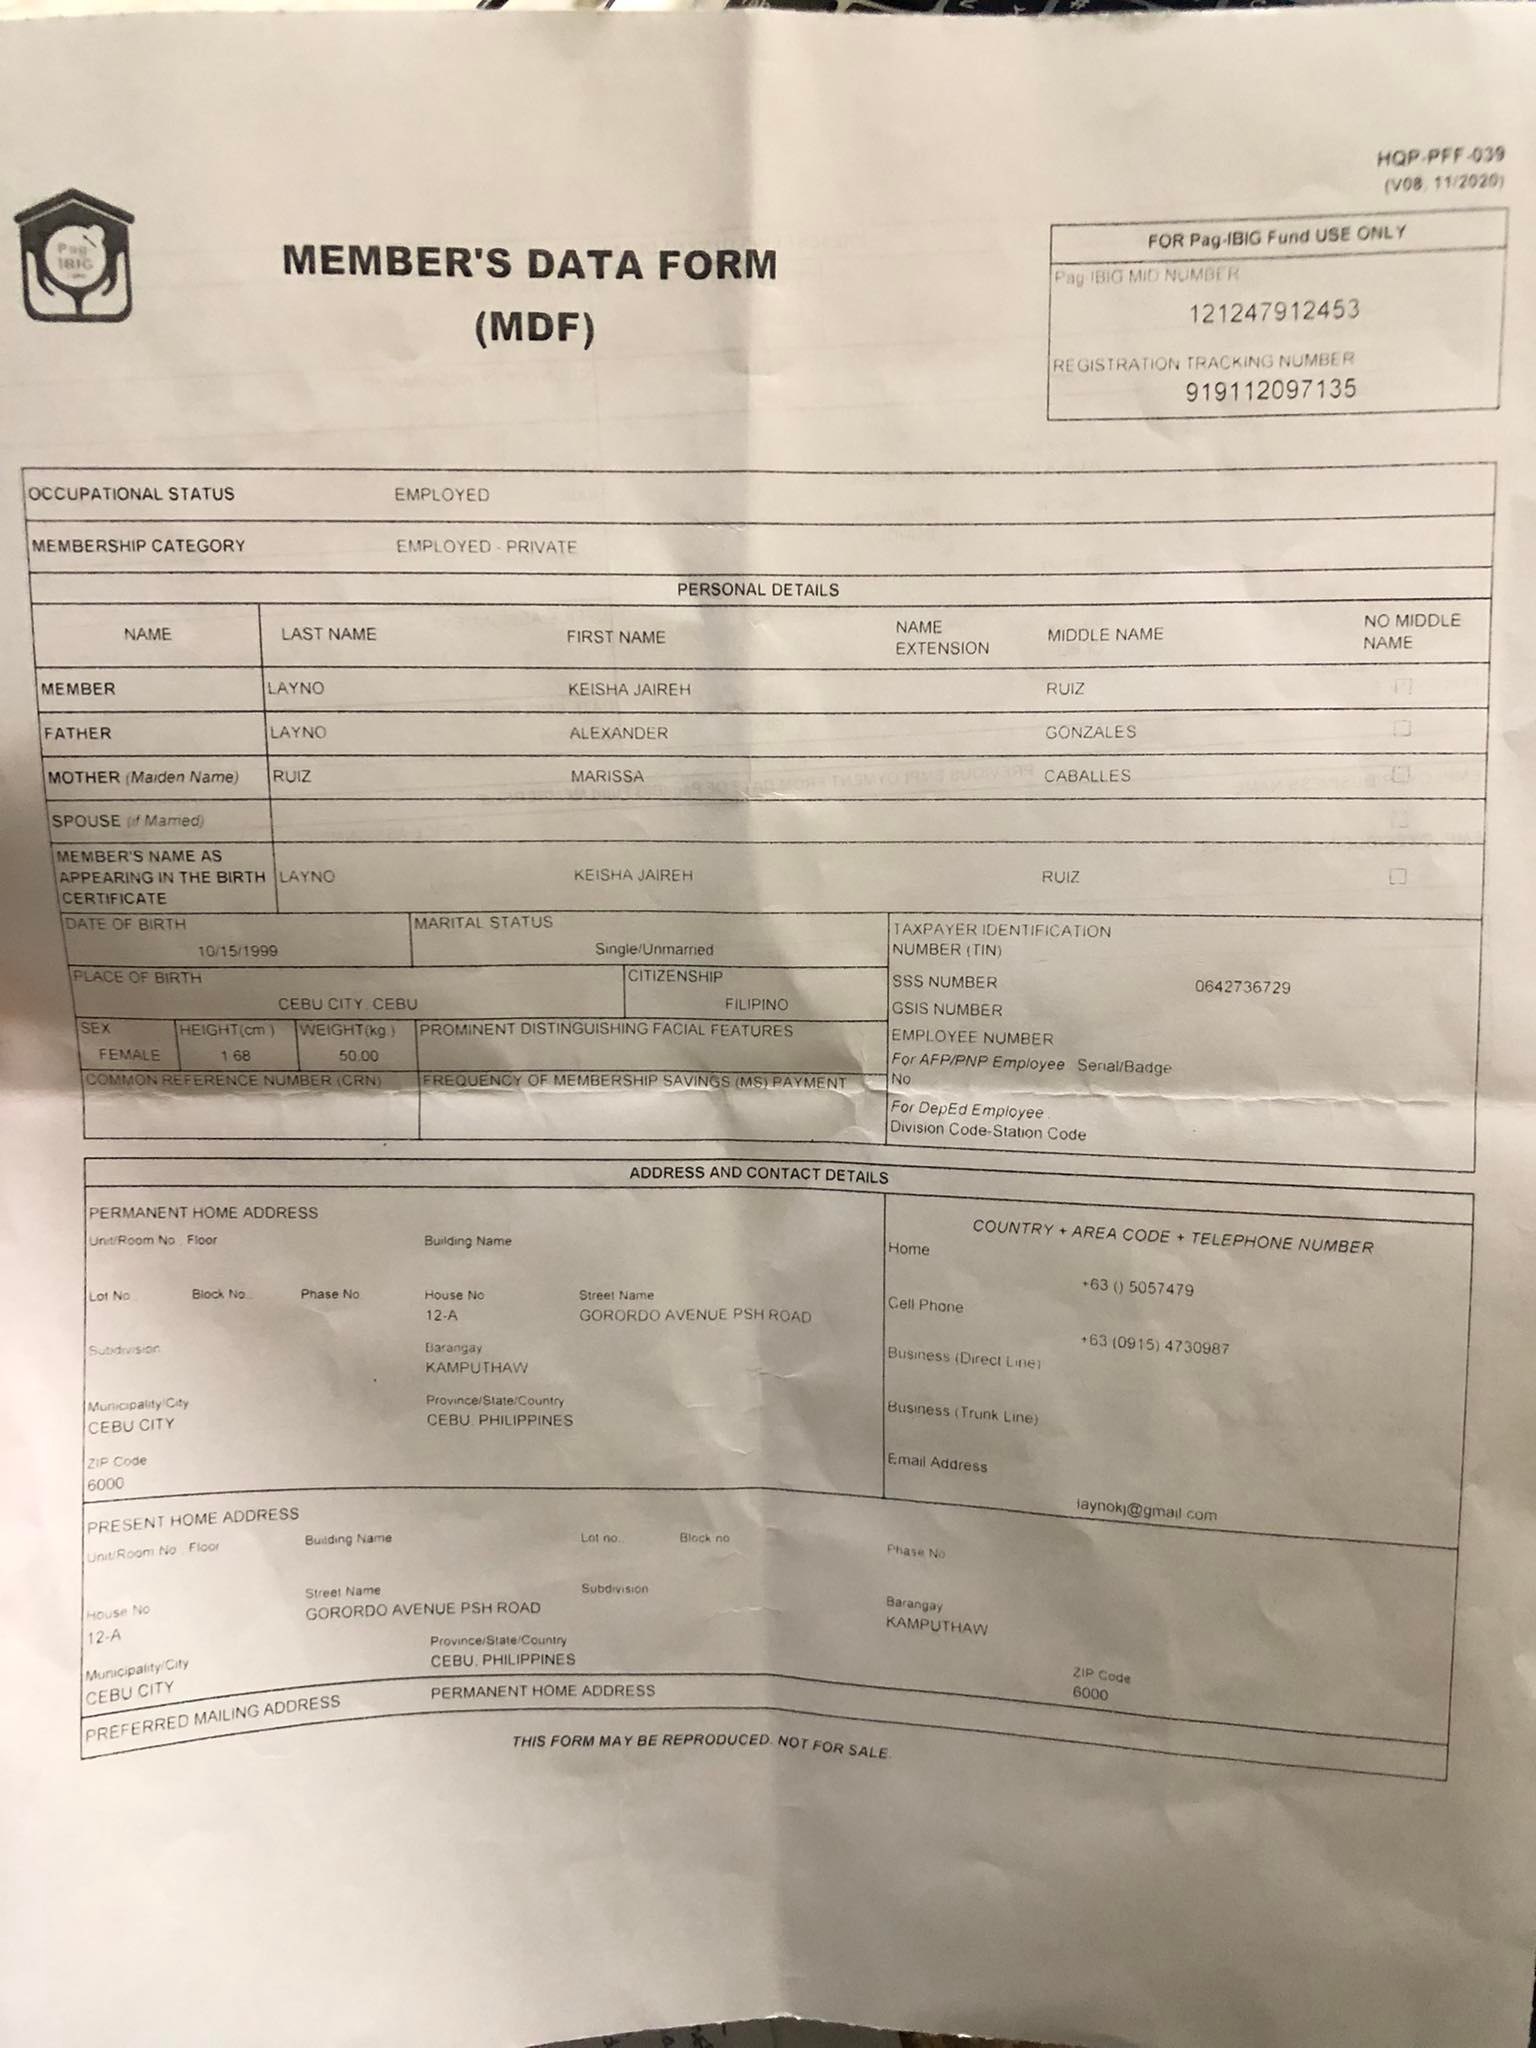 HQP-PFF-039
(V08, 11/2020)
Pag-IBIG
MEMBER'S DATA FORM
(MDF)
FOR Pag-IBIG Fund USE ONLY
Pag-IBIG MID NUMBER
121247912453
REGISTRATION TRACKING NUMBER
919112097135
OCCUPATIONAL STATUS EMPLOYED
MEMBERSHIP CATEGORY EMPLOYED - PRIVATE
PERSONAL DETAILS
NAME LAST NAME FIRST NAME NAME EXTENSION MIDDLE NAME NO MIDDLE NAME
MEMBER LAYNO KEISHA JAIREH RUIZ
FATHER LAYNO ALEXANDER GONZALES
MOTHER (Maiden Name) RUIZ MARISSA CABALLES
SPOUSE (if Married)
MEMBER'S NAME AS APPEARING IN THE BIRTH CERTIFICATE LAYNO KEISHA JAIREH RUIZ
DATE OF BIRTH
10/15/1999
MARITAL STATUS
Single/Unmarried
PLACE OF BIRTH
CEBU CITY, CEBU
CITIZENSHIP
FILIPINO
SEX
FEMALE
HEIGHT(cm.)
1.68
WEIGHT(kg.)
50.00
PROMINENT DISTINGUISHING FACIAL FEATURES
COMMON REFERENCE NUMBER (CRN)
FREQUENCY OF MEMBERSHIP SAVINGS (MS) PAYMENT
TAXPAYER IDENTIFICATION
NUMBER (TIN)
SSS NUMBER 0642736729
GSIS NUMBER
EMPLOYEE NUMBER
For AFP/PNP Employee Serial/Badge
No
For DepEd Employee
Division Code-Station Code
ADDRESS AND CONTACT DETAILS
PERMANENT HOME ADDRESS
Unit/Room No., Floor Building Name
Lot No. Block No. Phase No House No Street Name
12-A GORORDO AVENUE PSH ROAD
Subdivision Barangay
KAMPUTHAW
Municipality/City Province/State/Country
CEBU CITY CEBU, PHILIPPINES
ZIP Code
6000
COUNTRY + AREA CODE + TELEPHONE NUMBER
Home
+63 () 5057479
Cell Phone
+63 (0915) 4730987
Business (Direct Line)
Business (Trunk Line)
Email Address
laynokj@gmail.com
PRESENT HOME ADDRESS
Unit/Room No., Floor Building Name Lot no. Block no Phase No
House No Street Name Subdivision Barangay
12-A GORORDO AVENUE PSH ROAD KAMPUTHAW
Municipality/City Province/State/Country ZIP Code
CEBU CITY CEBU, PHILIPPINES 6000
PREFERRED MAILING ADDRESS PERMANENT HOME ADDRESS
THIS FORM MAY BE REPRODUCED. NOT FOR SALE.